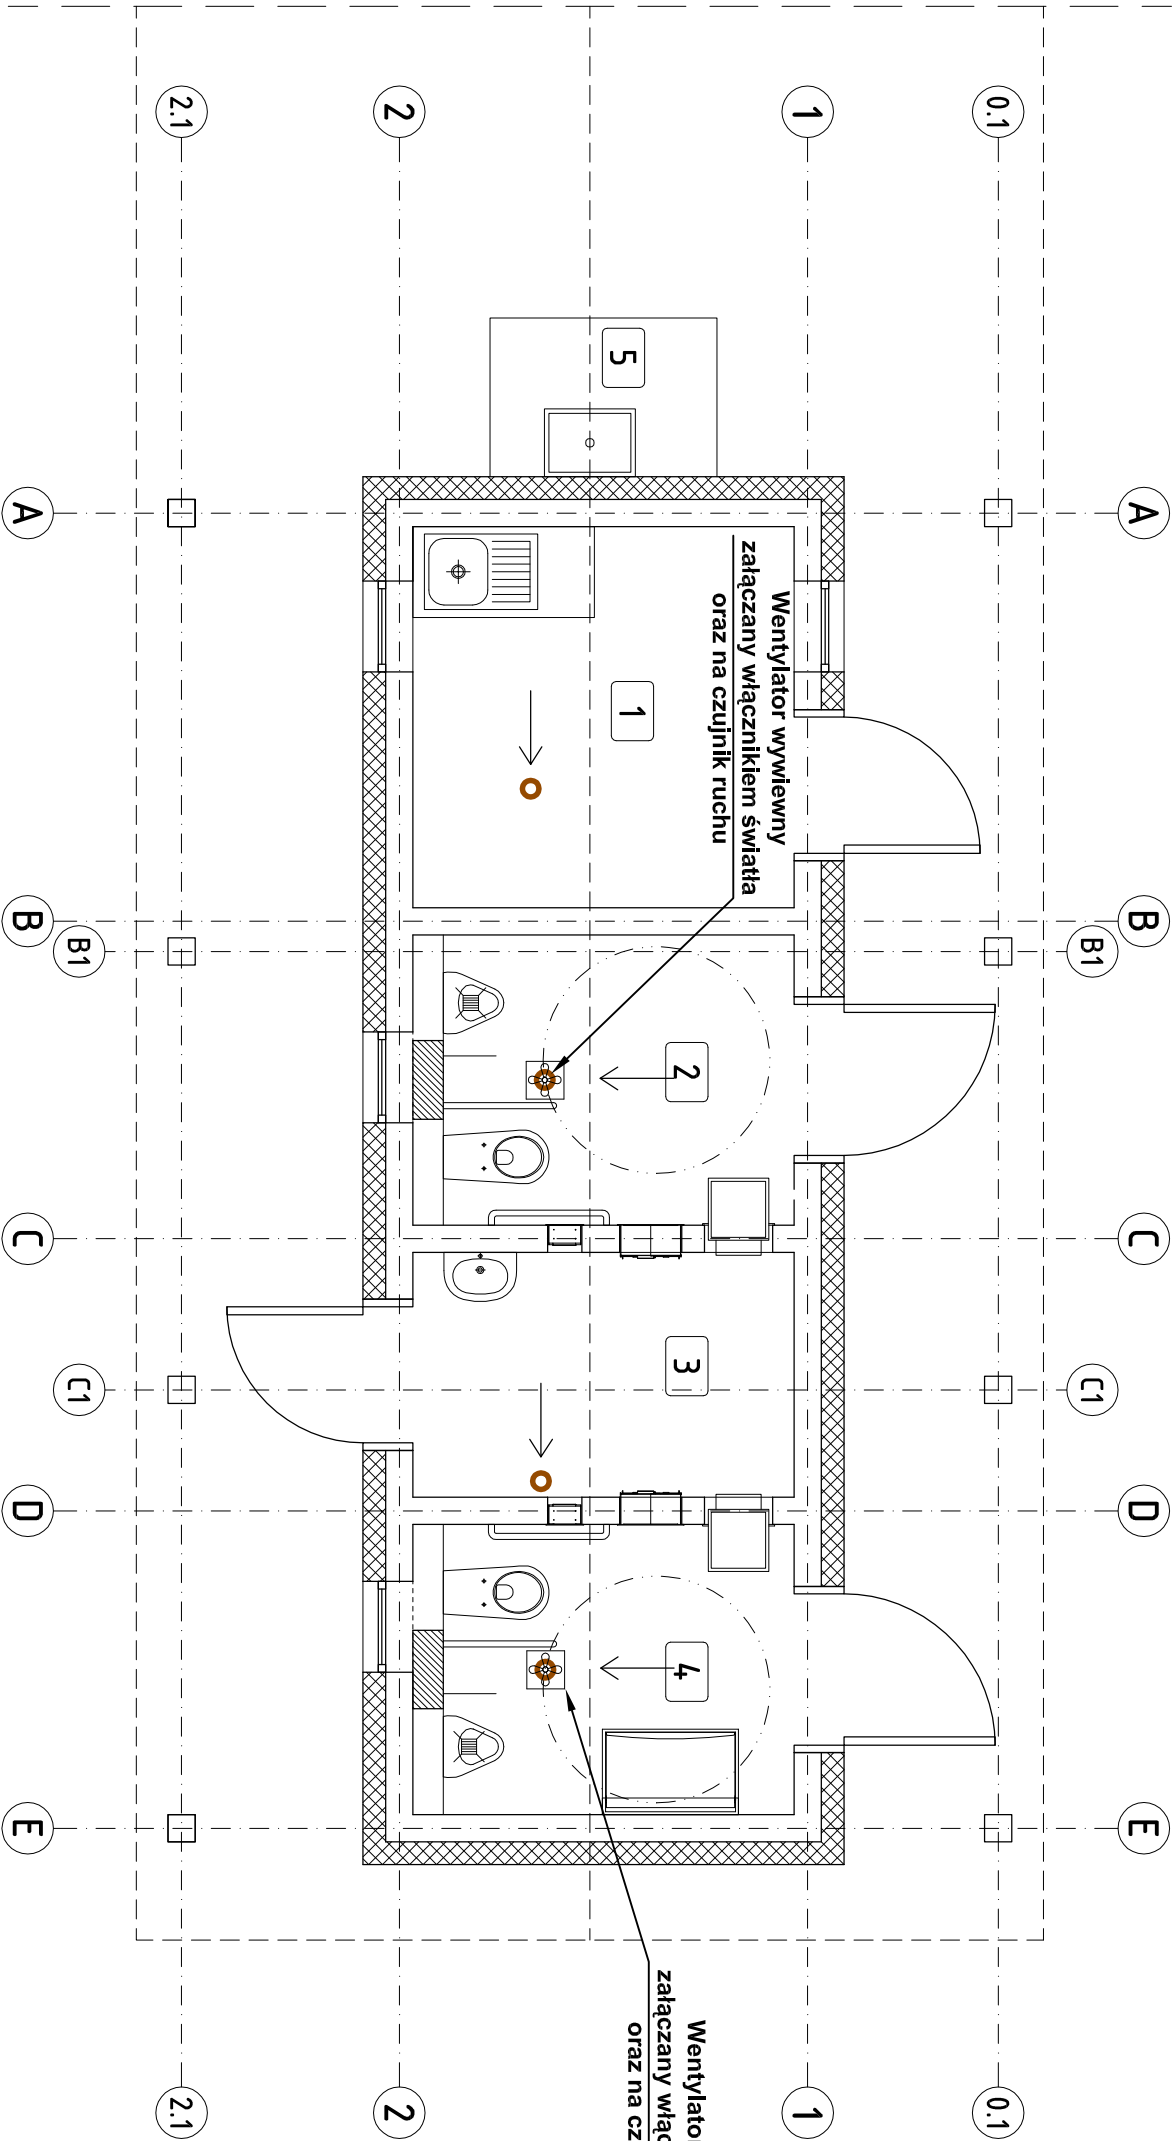 0.1
1
2
2.1
A
B
B1
C
C1
D
E
5
Wentylator wywiewny
załączany włącznikiem światła
oraz na czujnik ruchu
1
2
3
4
Wentylator
załączany włąc
oraz na cz
A
B
B1
C
C1
D
E
0.1
1
2
2.1